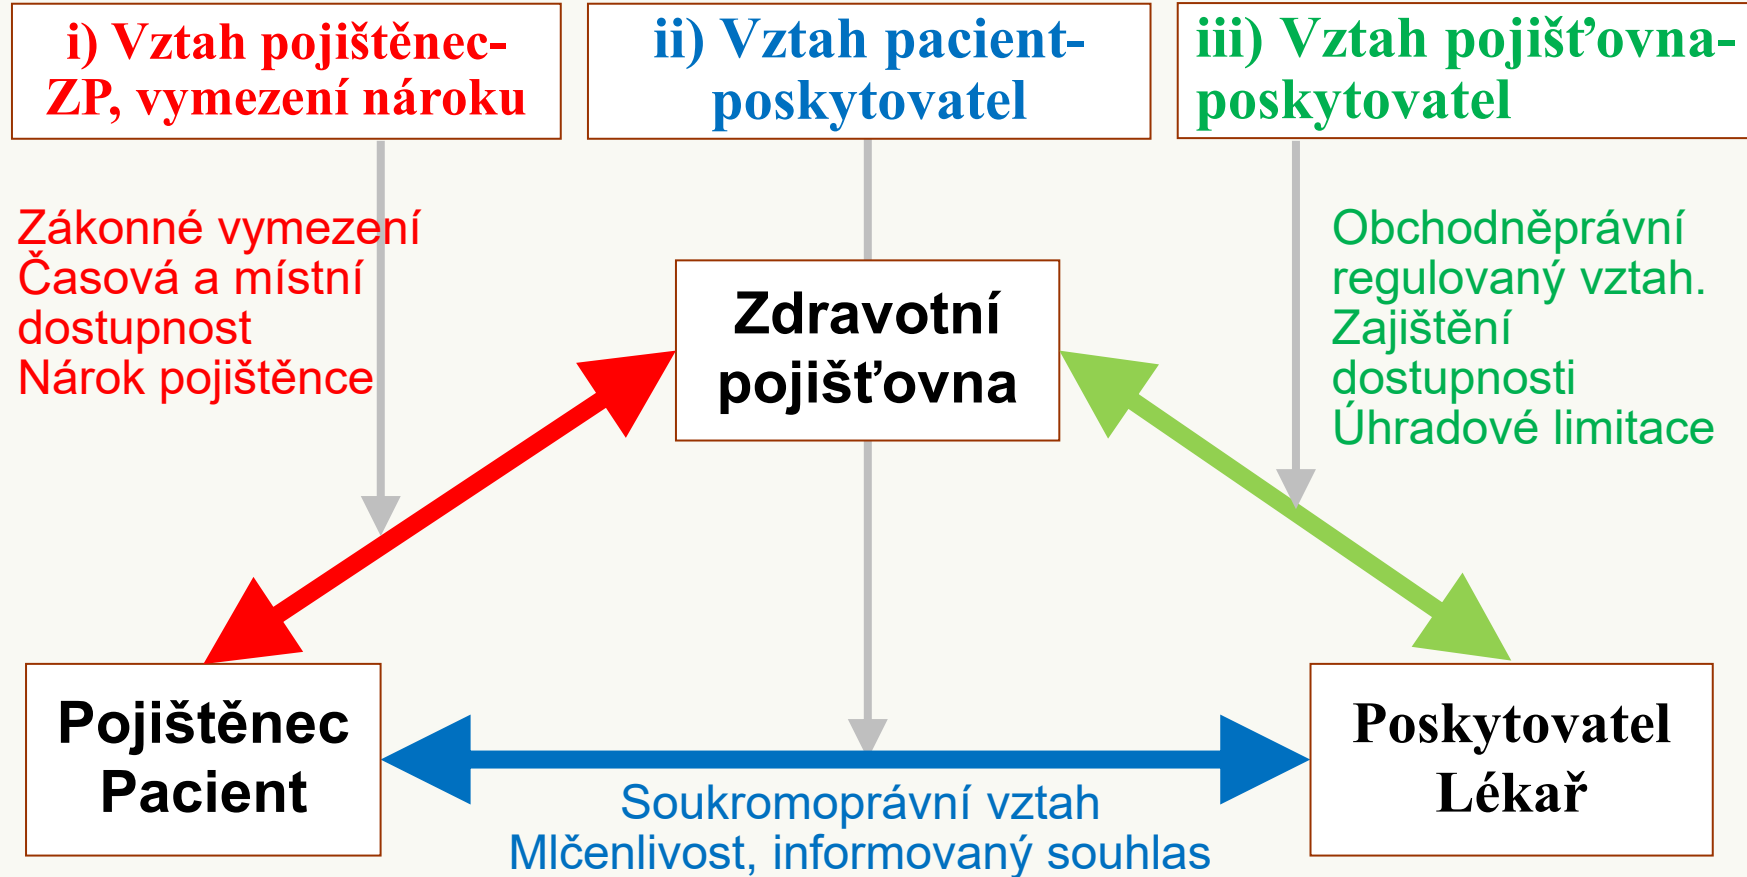 i) Vztah pojištěnec-
ZP, vymezení nároku
ii) Vztah pacient-
poskytovatel
iii) Vztah pojišťovna-
poskytovatel
Zákonné vymezení
Časová a místní
dostupnost
Nárok pojištěnce
Zdravotní
pojišťovna
Obchodněprávní
regulovaný vztah.
Zajištění
dostupnosti
Úhradové limitace
Pojištěnec
Pacient
Soukromoprávní vztah
Mlčenlivost, informovaný souhlas
Poskytovatel
Lékař